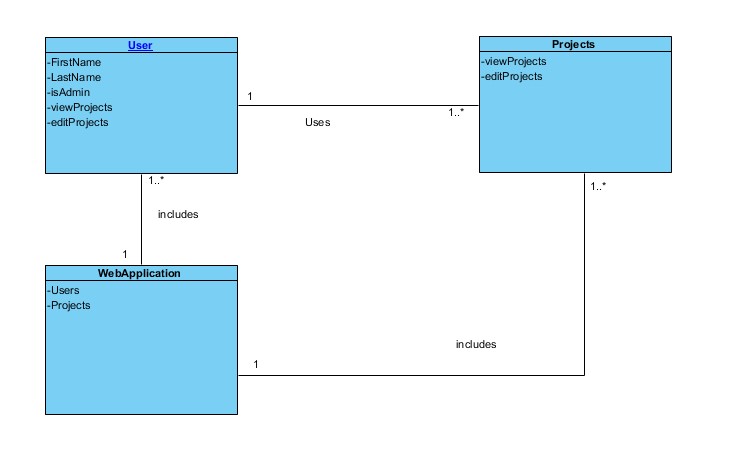 User
-FirstName
-LastName
-isAdmin
-viewProjects
-editProjects
Projects
-viewProjects
-editProjects
1
1..*
Uses
1..*
includes
1
1..*
WebApplication
-Users
-Projects
includes
1